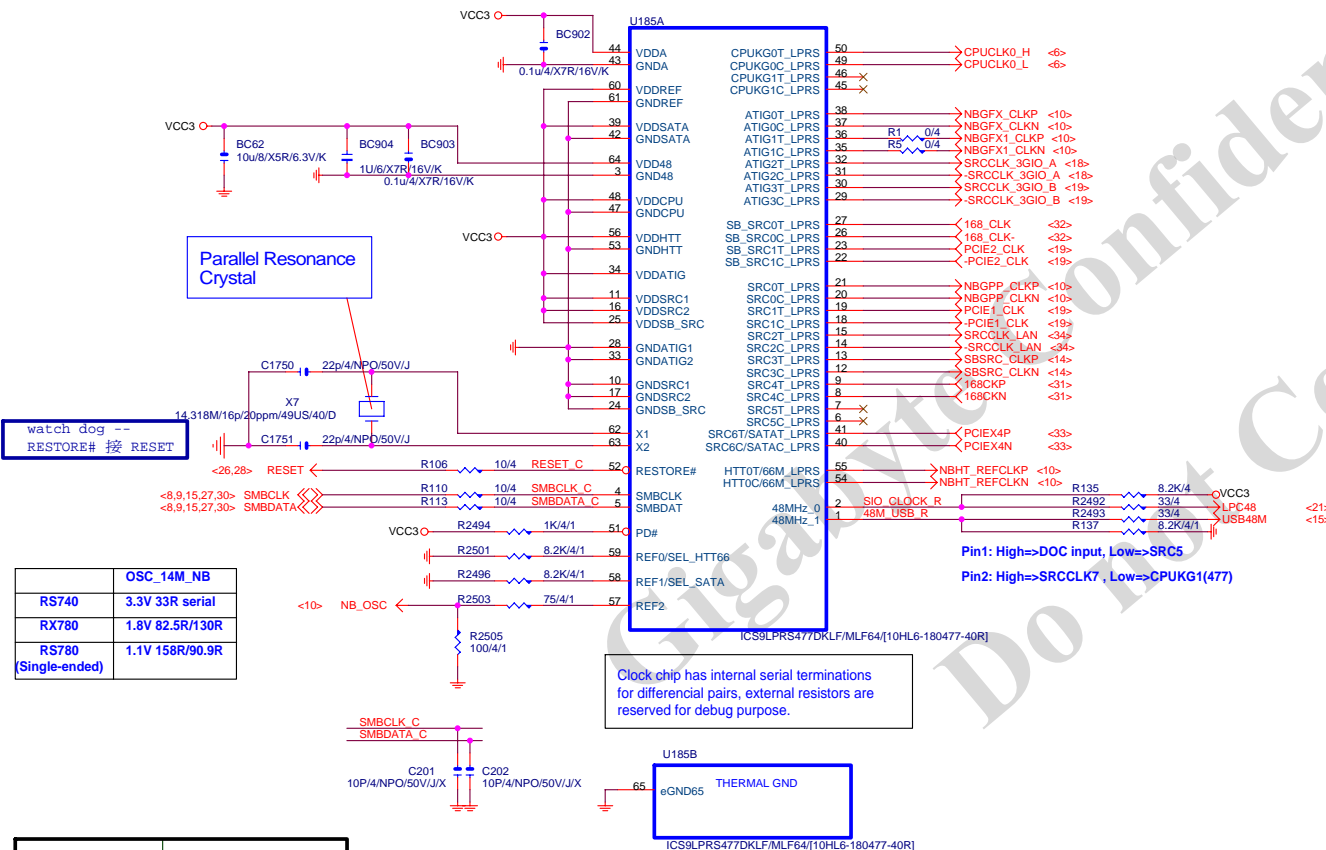 VCC3
BC902
0.1u/4/X7R/16V/K
VCC3
BC62
10u/8/X5R/6.3V/K
BC904
1U/6/X7R/16V/K
BC903
0.1u/4/X7R/16V/K
VCC3
Parallel Resonance
Crystal
C1750 22p/4/NPO/50V/J
X7
14.318M/16p/20ppm/49US/40/D
C1751 22p/4/NPO/50V/J
watch dog --
RESTORE# 接 RESET
<26,28> RESET R106 10/4 RESET_C
<8,9,15,27,30> SMBCLK R110 10/4 SMBCLK_C
<8,9,15,27,30> SMBDATA R113 10/4 SMBDATA_C
VCC3 R2494 1K/4/1
R2501 8.2K/4/1
R2496 8.2K/4/1
<10> NB_OSC R2503 75/4/1
R2505
100/4/1
U185A
44 VDDA
43 GNDA
60 VDDREF
61 GNDREF
39 VDDSATA
42 GNDSATA
64 VDD48
3 GND48
48 VDDCPU
47 GNDCPU
56 VDDHTT
53 GNDHTT
34 VDDATIG
11 VDDSRC1
16 VDDSRC2
25 VDDSB_SRC
28 GNDATIG1
33 GNDATIG2
10 GNDSRC1
17 GNDSRC2
24 GNDSB_SRC
62 X1
63 X2
52 RESTORE#
4 SMBCLK
5 SMBDAT
51 PD#
59 REF0/SEL_HTT66
58 REF1/SEL_SATA
57 REF2
CPUKG0T_LPRS 50 CPUCLK0_H <6>
CPUKG0C_LPRS 49 CPUCLK0_L <6>
CPUKG1T_LPRS 46
CPUKG1C_LPRS 45
ATIG0T_LPRS 38 NBGFX_CLKP <10>
ATIG0C_LPRS 37 NBGFX_CLKN <10>
ATIG1T_LPRS 36 R1 0/4 NBGFX1_CLKP <10>
ATIG1C_LPRS 35 R5 0/4 NBGFX1_CLKN <10>
ATIG2T_LPRS 32 SRCCLK_3GIO_A <18>
ATIG2C_LPRS 31 -SRCCLK_3GIO_A <18>
ATIG3T_LPRS 30 SRCCLK_3GIO_B <19>
ATIG3C_LPRS 29 -SRCCLK_3GIO_B <19>
SB_SRC0T_LPRS 27 168_CLK <32>
SB_SRC0C_LPRS 26 168_CLK- <32>
SB_SRC1T_LPRS 23 PCIE2_CLK <19>
SB_SRC1C_LPRS 22 -PCIE2_CLK <19>
SRC0T_LPRS 21 NBGPP_CLKP <10>
SRC0C_LPRS 20 NBGPP_CLKN <10>
SRC1T_LPRS 19 PCIE1_CLK <19>
SRC1C_LPRS 18 -PCIE1_CLK <19>
SRC2T_LPRS 15 SRCCLK_LAN <34>
SRC2C_LPRS 14 -SRCCLK_LAN <34>
SRC3T_LPRS 13 SBSRC_CLKP <14>
SRC3C_LPRS 12 SBSRC_CLKN <14>
SRC4T_LPRS 9 168CKP <31>
SRC4C_LPRS 8 168CKN <31>
SRC5T_LPRS 7
SRC5C_LPRS 6
SRC6T/SATAT_LPRS 41 PCIEX4P <33>
SRC6C/SATAC_LPRS 40 PCIEX4N <33>
HTT0T/66M_LPRS 55 NBHT_REFCLKP <10>
HTT0C/66M_LPRS 54 NBHT_REFCLKN <10>
48MHz_0 2 SIO_CLOCK_R
48MHz_1 1 48M_USB_R
R135 8.2K/4 VCC3
R2492 33/4 LPC48 <21>
R2493 33/4 USB48M <15>
R137 8.2K/4/1
Pin1: High=>DOC input, Low=>SRC5
Pin2: High=>SRCCLK7 , Low=>CPUKG1(477)
ICS9LPRS477DKLF/MLF64/[10HL6-180477-40R]
OSC_14M_NB
RS740 3.3V 33R serial
RX780 1.8V 82.5R/130R
RS780 1.1V 158R/90.9R
(Single-ended)
Clock chip has internal serial terminations
for differencial pairs, external resistors are
reserved for debug purpose.
SMBCLK_C
SMBDATA_C
C201
10P/4/NPO/50V/J/X
C202
10P/4/NPO/50V/J/X
U185B
65 eGND65
THERMAL GND
ICS9LPRS477DKLF/MLF64/[10HL6-180477-40R]
Gigabyte Confiden
Do not Co